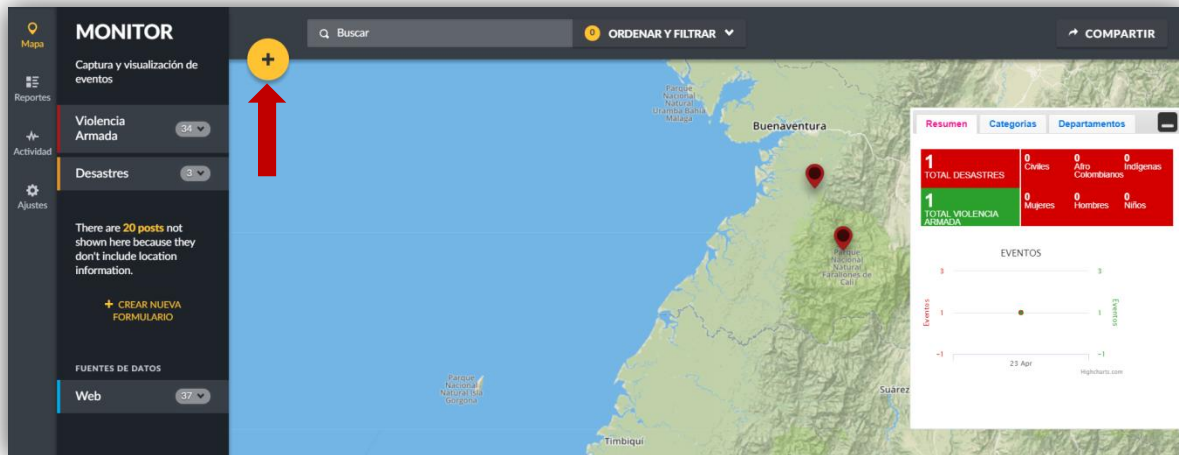 Mapa
Reportes
Actividad
Ajustes
MONITOR
Captura y visualización de
eventos
Violencia
Armada
34
Desastres
3
There are 20 posts not
shown here because they
don't include location
information.
+ CREAR NUEVA
FORMULARIO
FUENTES DE DATOS
Web
37
+
Buscar
0 ORDENAR Y FILTRAR
COMPARTIR
Parque
Nacional
Natural
Uramba Bahía
Málaga
Buenaventura
Parque
Nacional
Natural
Farallones de
Cali
Parque
Nacional
Natural Isla
Gorgona
Suárez
Timbiquí
Resumen Categorías Departamentos
1
TOTAL DESASTRES
0
Civiles
0
Afro
Colombianos
0
Indígenas
1
TOTAL VIOLENCIA
ARMADA
0
Mujeres
0
Hombres
0
Niños
EVENTOS
3 3
1 1
-1 -1
Eventos
Eventos
23 Apr
Highcharts.com